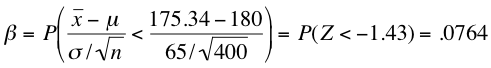 β = P( (x̄ − μ)/(σ/√n) < (175.34 − 180)/(65/√400) ) = P(Z < −1.43) = .0764